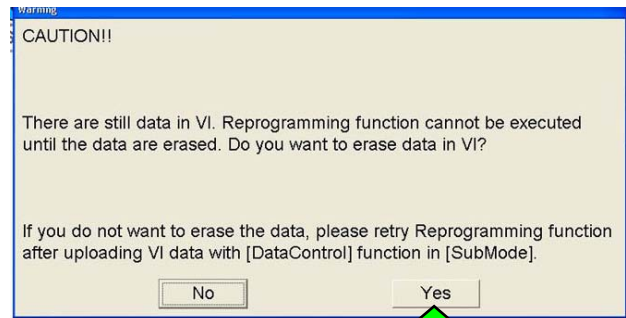 Warning
CAUTION!!
There are still data in VI. Reprogramming function cannot be executed
until the data are erased. Do you want to erase data in VI?
If you do not want to erase the data, please retry Reprogramming function
after uploading VI data with [DataControl] function in [SubMode].
No Yes